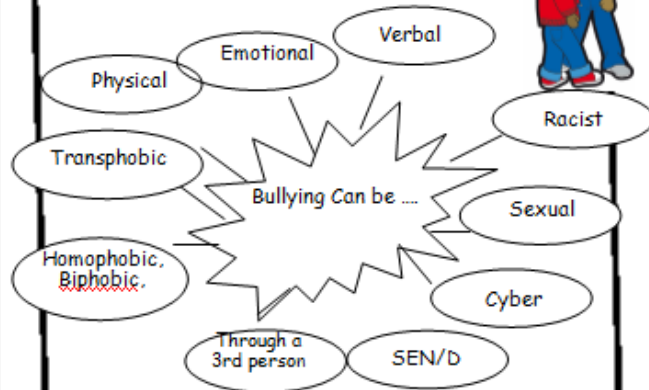 Verbal
Emotional
Physical
Racist
Transphobic
Bullying Can be ....
Sexual
Homophobic,
Biphobic,
Cyber
Through a
3rd person
SEN/D